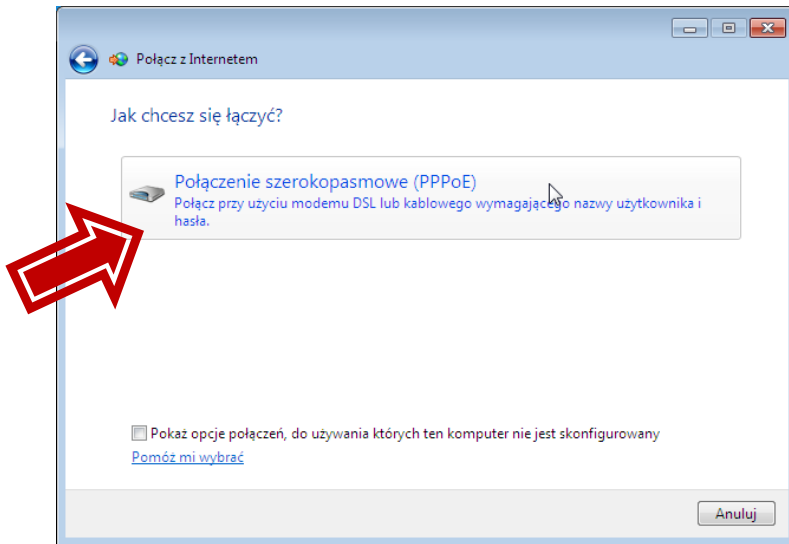 Połącz z Internetem
Jak chcesz się łączyć?
Połączenie szerokopasmowe (PPPoE)
Połącz przy użyciu modemu DSL lub kablowego wymagającego nazwy użytkownika i
hasła.
Pokaż opcje połączeń, do używania których ten komputer nie jest skonfigurowany
Pomóż mi wybrać
Anuluj